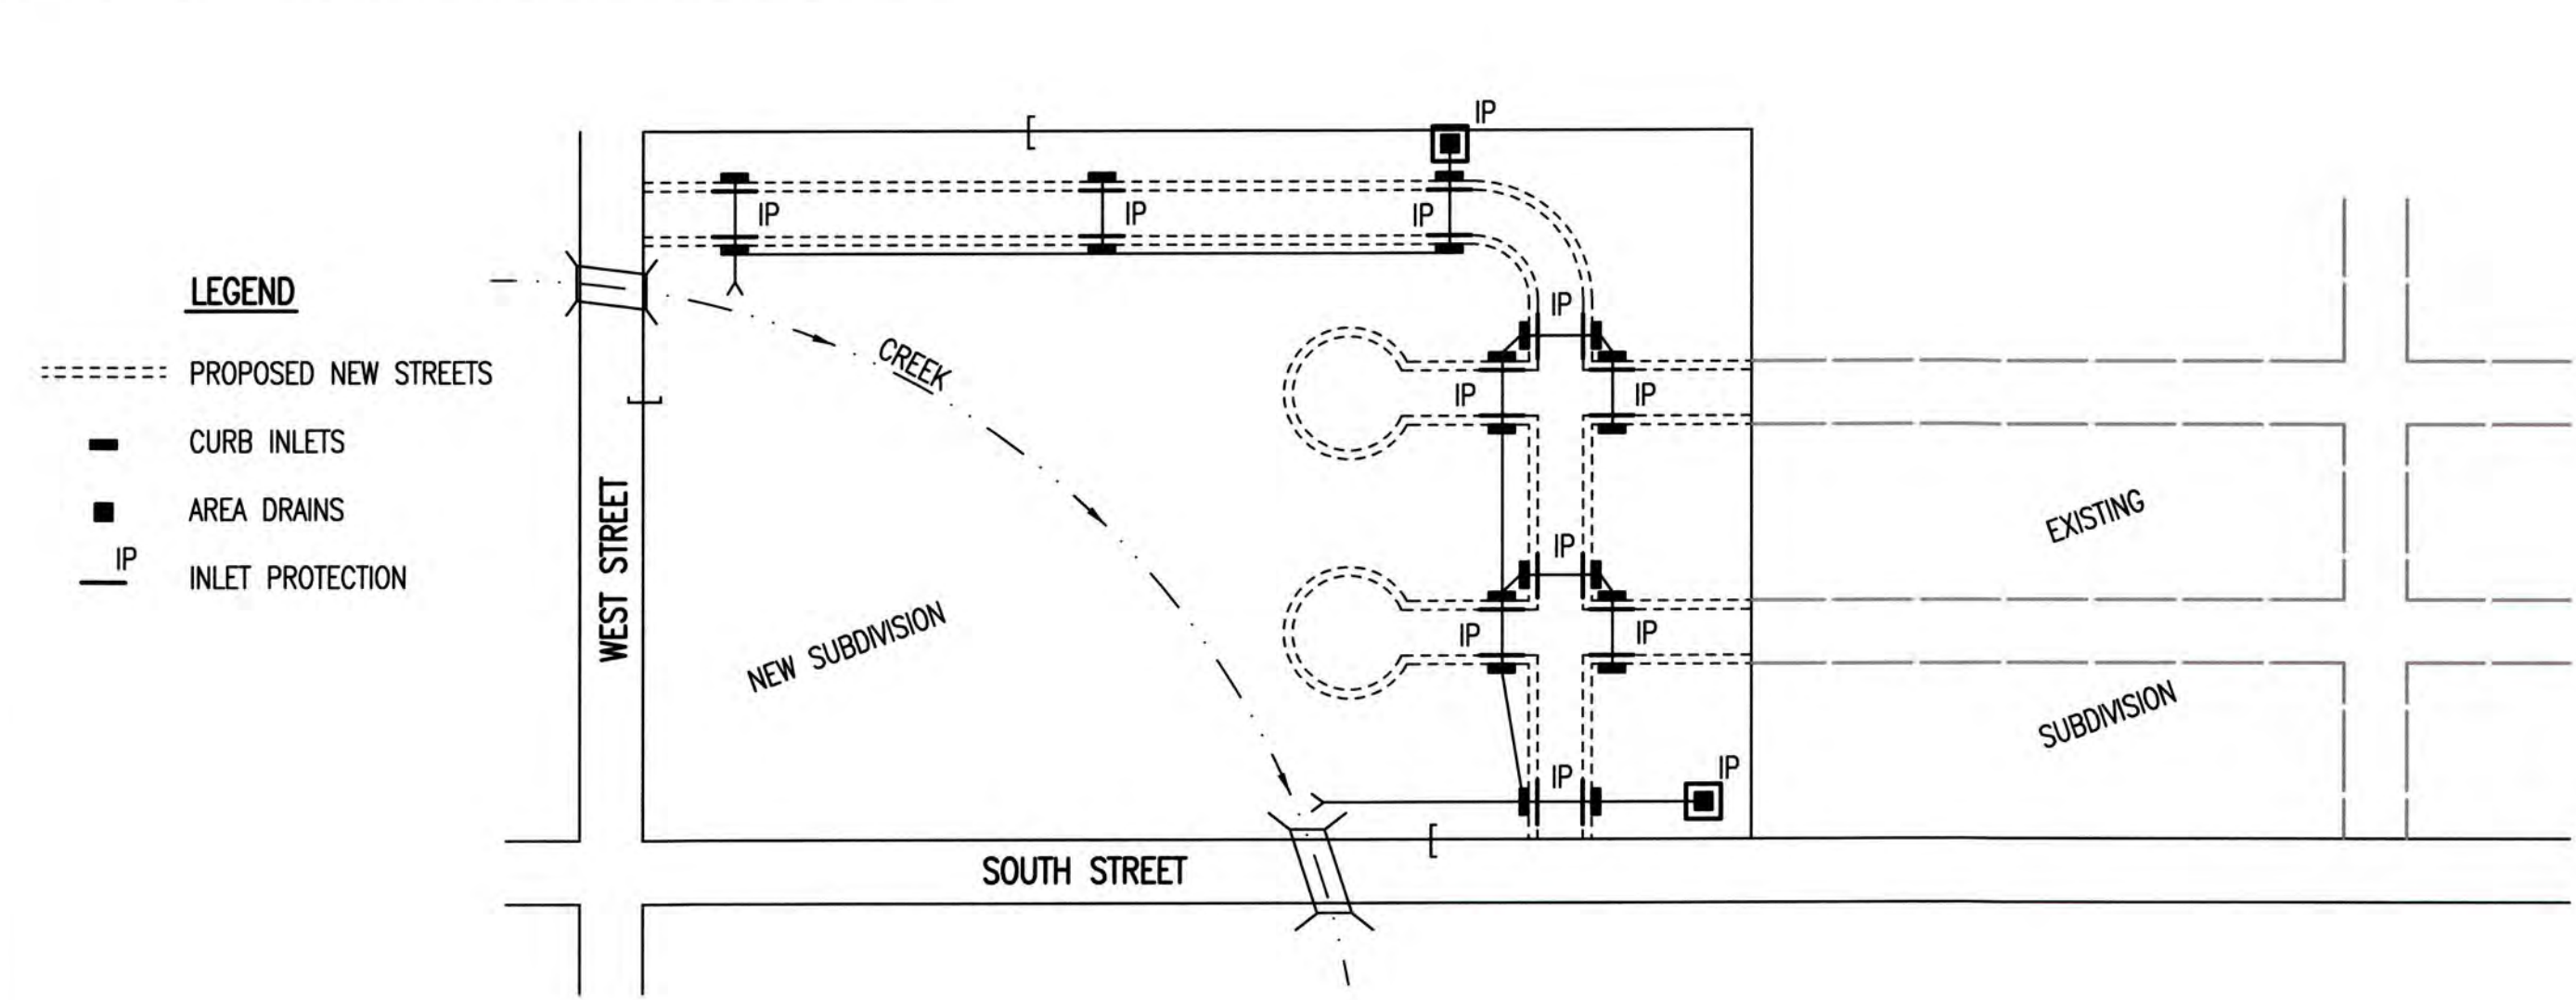 IP
IP
IP
IP
IP
LEGEND
PROPOSED NEW STREETS
CREEK
IP
IP
CURB INLETS
AREA DRAINS
EXISTING
IP
INLET PROTECTION
IP
WEST STREET
NEW SUBDIVISION
IP
IP
SUBDIVISION
IP
IP
SOUTH STREET